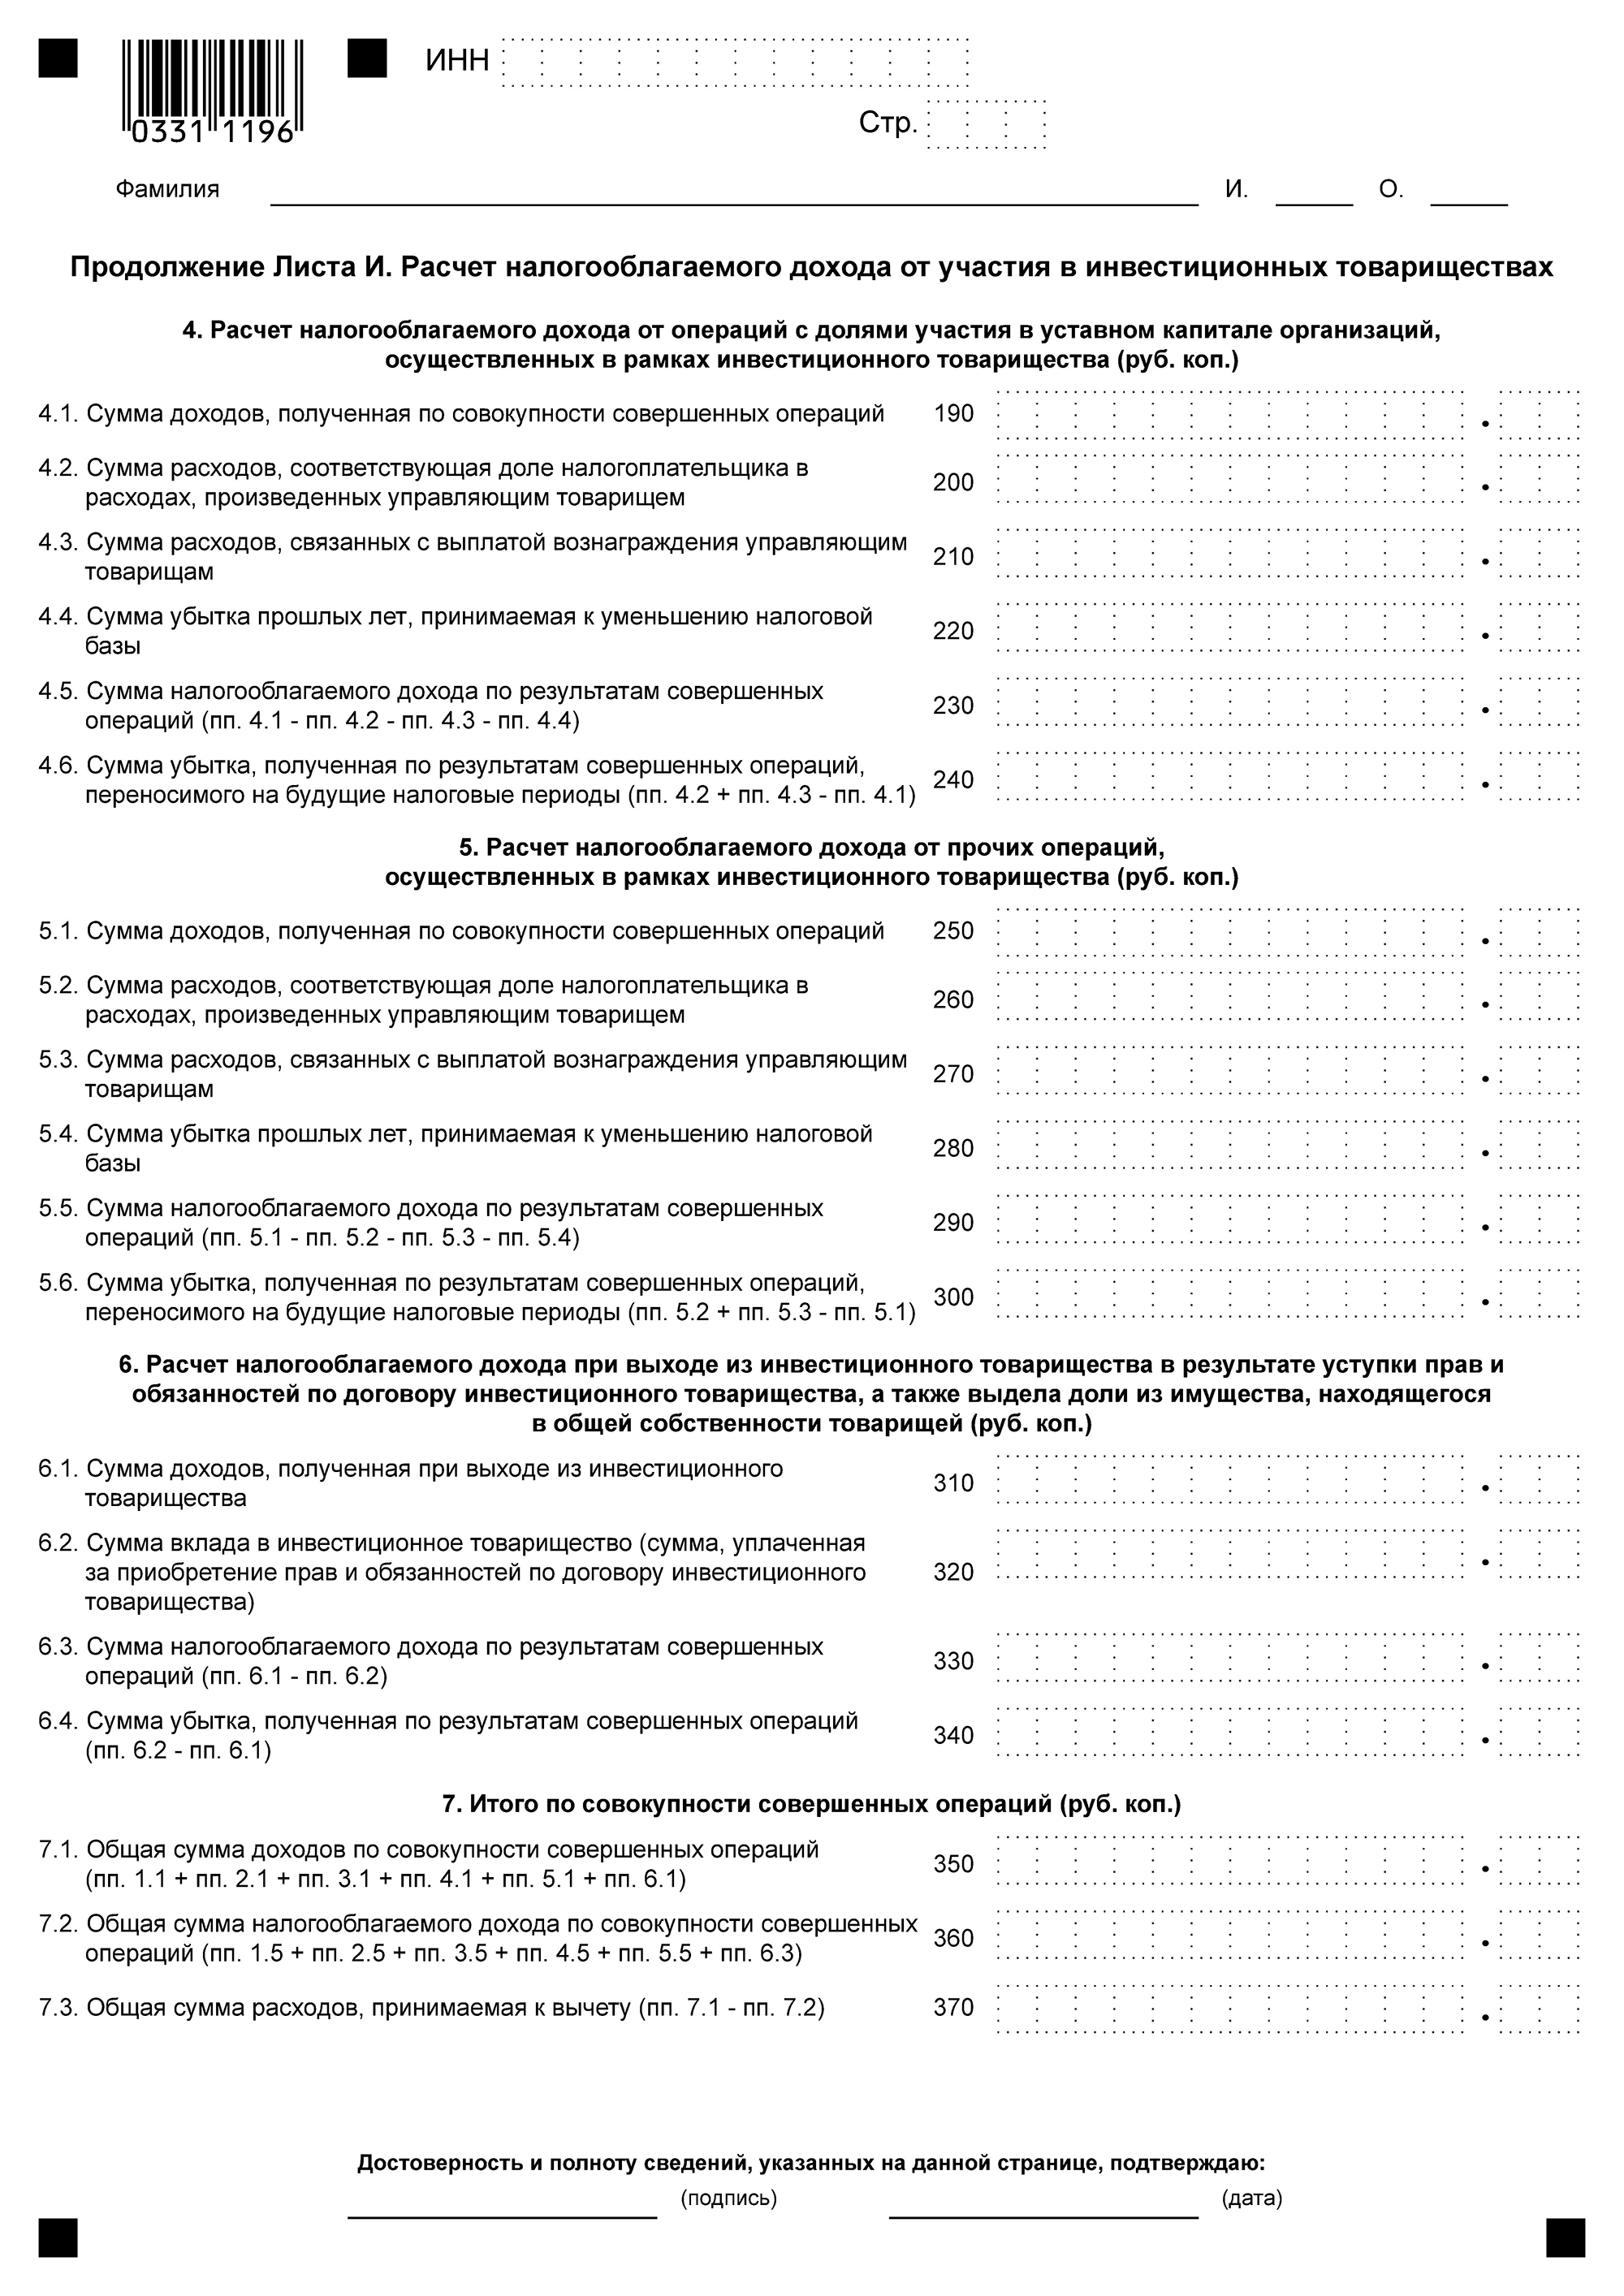 ИНН
0331 1196
Стр.
Фамилия И. О.
Продолжение Листа И. Расчет налогооблагаемого дохода от участия в инвестиционных товариществах
4. Расчет налогооблагаемого дохода от операций с долями участия в уставном капитале организаций,
осуществленных в рамках инвестиционного товарищества (руб. коп.)
4.1. Сумма доходов, полученная по совокупности совершенных операций 190 .
4.2. Сумма расходов, соответствующая доле налогоплательщика в
расходах, произведенных управляющим товарищем 200 .
4.3. Сумма расходов, связанных с выплатой вознаграждения управляющим
товарищам 210 .
4.4. Сумма убытка прошлых лет, принимаемая к уменьшению налоговой
базы 220 .
4.5. Сумма налогооблагаемого дохода по результатам совершенных
операций (пп. 4.1 - пп. 4.2 - пп. 4.3 - пп. 4.4) 230 .
4.6. Сумма убытка, полученная по результатам совершенных операций,
переносимого на будущие налоговые периоды (пп. 4.2 + пп. 4.3 - пп. 4.1) 240 .
5. Расчет налогооблагаемого дохода от прочих операций,
осуществленных в рамках инвестиционного товарищества (руб. коп.)
5.1. Сумма доходов, полученная по совокупности совершенных операций 250 .
5.2. Сумма расходов, соответствующая доле налогоплательщика в
расходах, произведенных управляющим товарищем 260 .
5.3. Сумма расходов, связанных с выплатой вознаграждения управляющим
товарищам 270 .
5.4. Сумма убытка прошлых лет, принимаемая к уменьшению налоговой
базы 280 .
5.5. Сумма налогооблагаемого дохода по результатам совершенных
операций (пп. 5.1 - пп. 5.2 - пп. 5.3 - пп. 5.4) 290 .
5.6. Сумма убытка, полученная по результатам совершенных операций,
переносимого на будущие налоговые периоды (пп. 5.2 + пп. 5.3 - пп. 5.1) 300 .
6. Расчет налогооблагаемого дохода при выходе из инвестиционного товарищества в результате уступки прав и
обязанностей по договору инвестиционного товарищества, а также выдела доли из имущества, находящегося
в общей собственности товарищей (руб. коп.)
6.1. Сумма доходов, полученная при выходе из инвестиционного
товарищества 310 .
6.2. Сумма вклада в инвестиционное товарищество (сумма, уплаченная
за приобретение прав и обязанностей по договору инвестиционного 320 .
товарищества)
6.3. Сумма налогооблагаемого дохода по результатам совершенных
операций (пп. 6.1 - пп. 6.2) 330 .
6.4. Сумма убытка, полученная по результатам совершенных операций
(пп. 6.2 - пп. 6.1) 340 .
7. Итого по совокупности совершенных операций (руб. коп.)
7.1. Общая сумма доходов по совокупности совершенных операций
(пп. 1.1 + пп. 2.1 + пп. 3.1 + пп. 4.1 + пп. 5.1 + пп. 6.1) 350 .
7.2. Общая сумма налогооблагаемого дохода по совокупности совершенных
операций (пп. 1.5 + пп. 2.5 + пп. 3.5 + пп. 4.5 + пп. 5.5 + пп. 6.3) 360 .
7.3. Общая сумма расходов, принимаемая к вычету (пп. 7.1 - пп. 7.2) 370 .
Достоверность и полноту сведений, указанных на данной странице, подтверждаю:
(подпись) (дата)